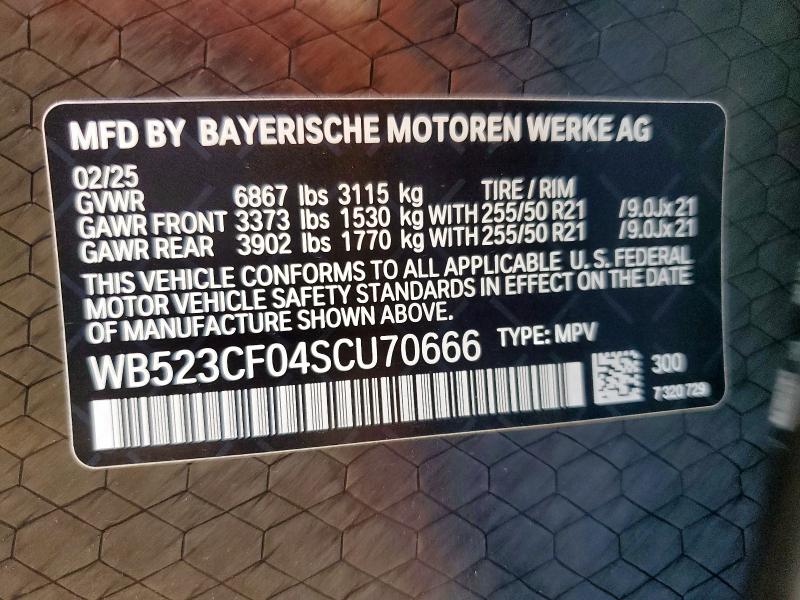 MFD BY BAYERISCHE MOTOREN WERKE AG
02/25
GVWR 6867 lbs 3115 kg TIRE / RIM
GAWR FRONT 3373 lbs 1530 kg WITH 255/50 R21 /9.0Jx21
GAWR REAR 3902 lbs 1770 kg WITH 255/50 R21 /9.0Jx21
THIS VEHICLE CONFORMS TO ALL APPLICABLE U. S. FEDERAL
MOTOR VEHICLE SAFETY STANDARDS IN EFFECT ON THE DATE
OF MANUFACTURE SHOWN ABOVE.
WB523CF04SCU70666 TYPE: MPV
300
7 320 729